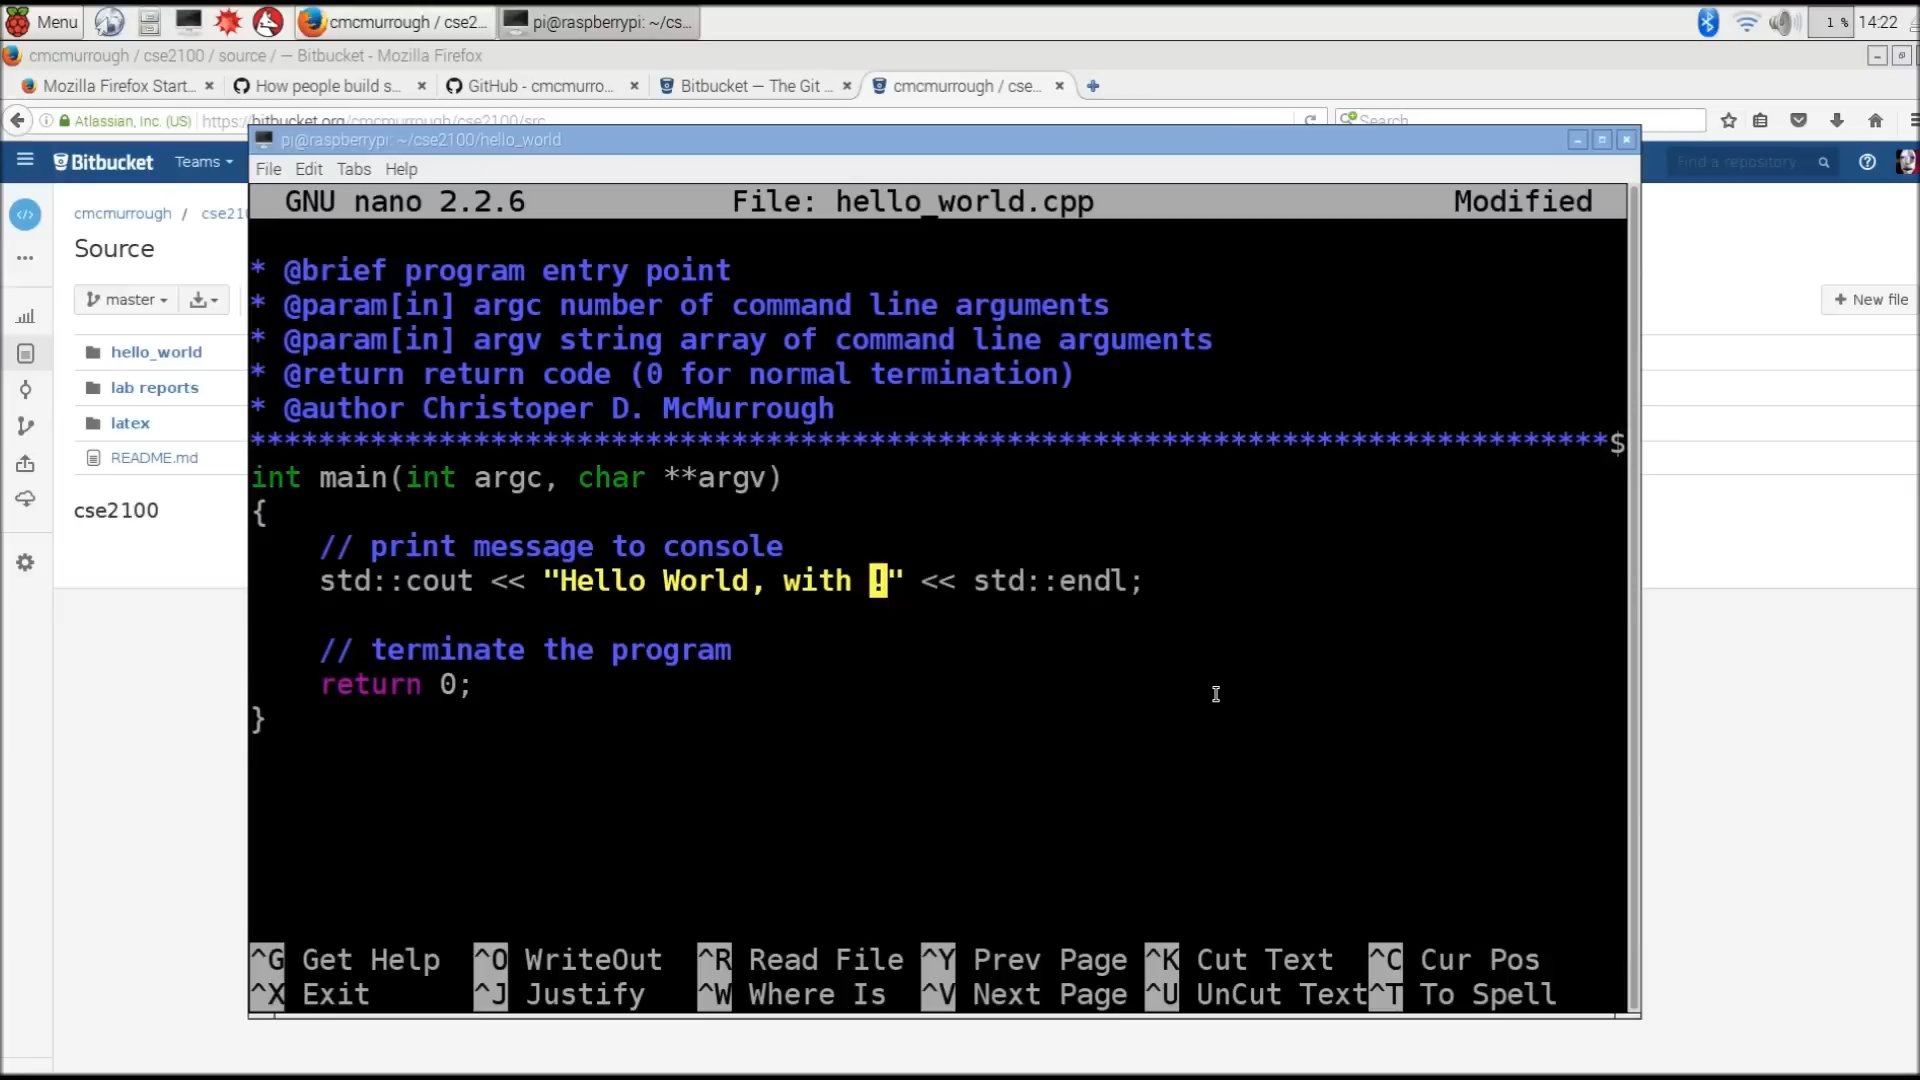 Menu cmcmurrough / cse2... pi@raspberrypi: ~/cs... 1 % 14:22
cmcmurrough / cse2100 / source / — Bitbucket - Mozilla Firefox
Mozilla Firefox Start... How people build s... GitHub - cmcmurro... Bitbucket — The Git ... cmcmurrough / cse...
Atlassian, Inc. (US) https://bitbucket.org/cmcmurrough/cse2100/src Search
pi@raspberrypi: ~/cse2100/hello_world
Bitbucket Teams Find a repository...
File Edit Tabs Help
GNU nano 2.2.6 File: hello_world.cpp Modified
cmcmurrough / cse210
Source
master
New file
hello_world
lab reports
latex
README.md
cse2100
* @brief program entry point
* @param[in] argc number of command line arguments
* @param[in] argv string array of command line arguments
* @return return code (0 for normal termination)
* @author Christoper D. McMurrough
*******************************************************************************$
int main(int argc, char **argv)
{
// print message to console
std::cout << "Hello World, with !" << std::endl;
// terminate the program
return 0;
}
^G Get Help ^O WriteOut ^R Read File ^Y Prev Page ^K Cut Text ^C Cur Pos
^X Exit ^J Justify ^W Where Is ^V Next Page ^U UnCut Text ^T To Spell